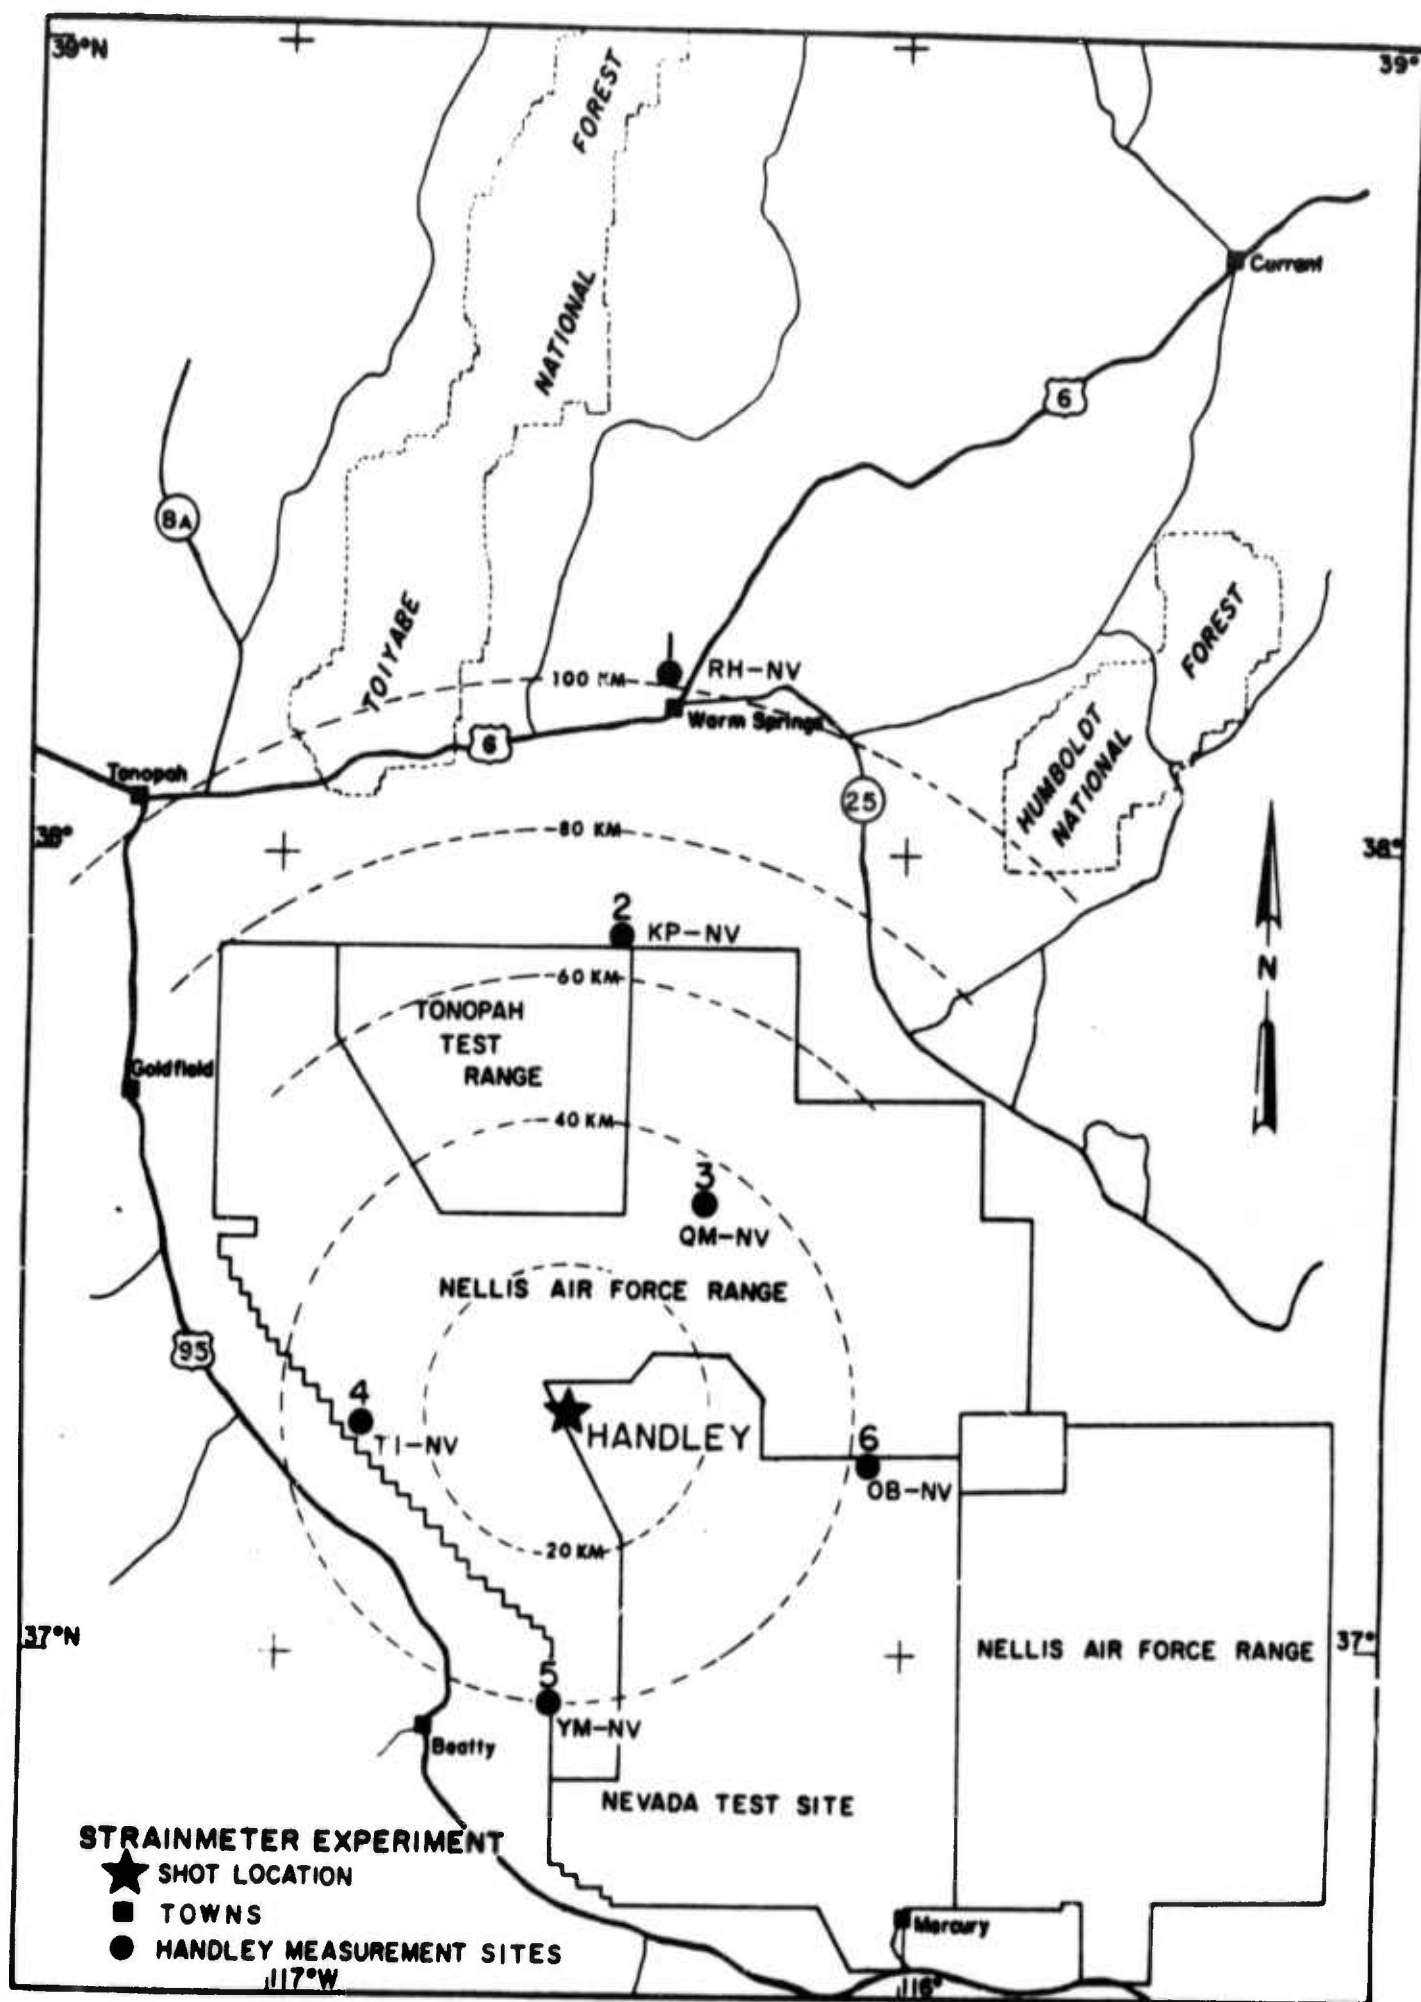 39°N
39°
FOREST
NATIONAL
TOIYABE
Currant
6
8A
FOREST
HUMBOLDT
NATIONAL
1
RH-NV
100 KM
Warm Springs
6
Tonopah
25
38°
80 KM
38°
2
KP-NV
60 KM
TONOPAH
TEST
RANGE
N
Goldfield
40 KM
3
QM-NV
NELLIS AIR FORCE RANGE
95
4
TI-NV
HANDLEY
6
OB-NV
20 KM
37°N
NELLIS AIR FORCE RANGE
37°
5
YM-NV
Beatty
NEVADA TEST SITE
STRAINMETER EXPERIMENT
SHOT LOCATION
TOWNS
HANDLEY MEASUREMENT SITES
Mercury
117°W
116°